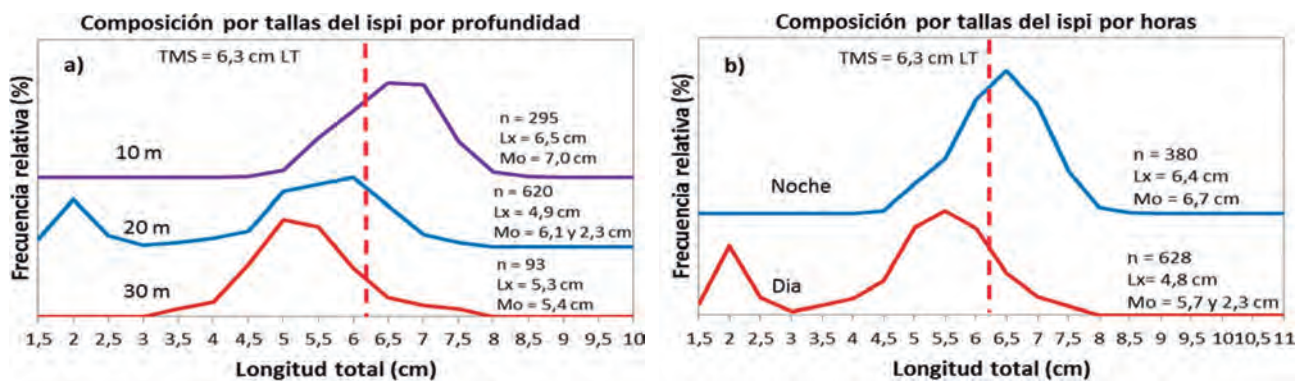 Composición por tallas del ispi por profundidad
a)
TMS = 6,3 cm LT
Frecuencia relativa (%)
10 m
n = 295
Lx = 6,5 cm
Mo = 7,0 cm
20 m
n = 620
Lx = 4,9 cm
Mo = 6,1 y 2,3 cm
30 m
n = 93
Lx = 5,3 cm
Mo = 5,4 cm
1,5 2 2,5 3 3,5 4 4,5 5 5,5 6 6,5 7 7,5 8 8,5 9 9,5 10
Longitud total (cm)
Composición por tallas del ispi por horas
b)
TMS = 6,3 cm LT
Frecuencia relativa (%)
Noche
n = 380
Lx = 6,4 cm
Mo = 6,7 cm
Dia
n = 628
Lx= 4,8 cm
Mo = 5,7 y 2,3 cm
1,5 2 2,5 3 3,5 4 4,5 5 5,5 6 6,5 7 7,5 8 8,5 9 9,5 10 10,5 11
Longitud total (cm)